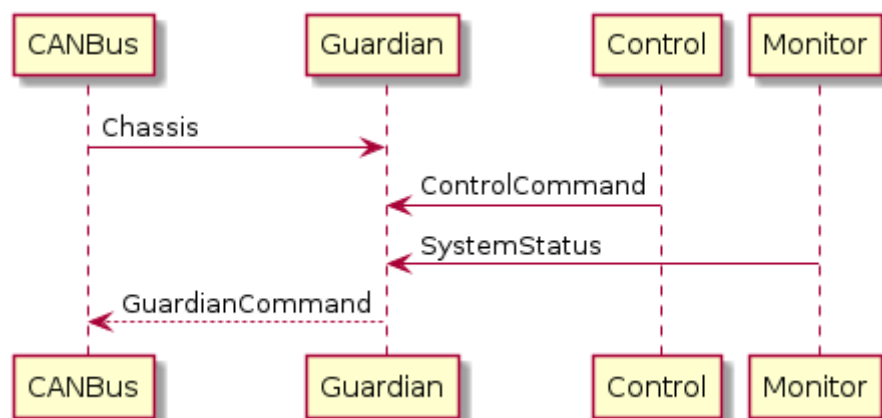 CANBus Guardian Control Monitor
Chassis
ControlCommand
SystemStatus
GuardianCommand
CANBus Guardian Control Monitor